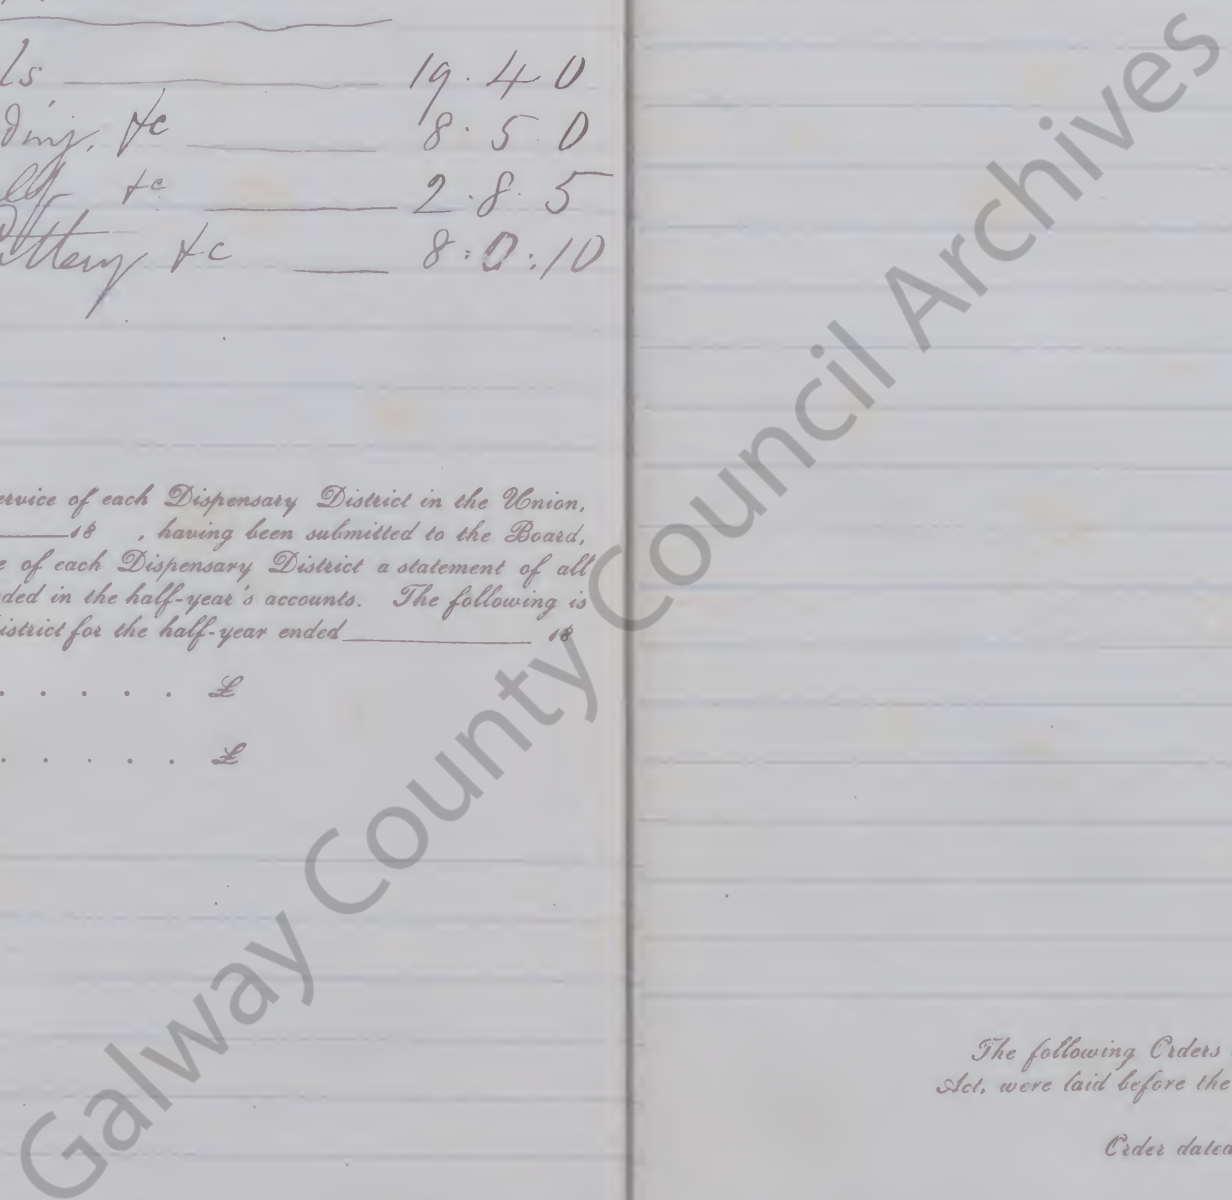 ls 19. 4 0
ding, &c 8. 5 0
&c 2. 8. 5
&c 8: 0: 10
ervice of each Dispensary District in the Union,
18 , having been submitted to the Board,
e of each Dispensary District a statement of all
ded in the half-year's accounts. The following is
istrict for the half-year ended 18
. . . . . £
. . . . . £
The following Orders
Act, were laid before the
Order dated
Galway County Council Archives